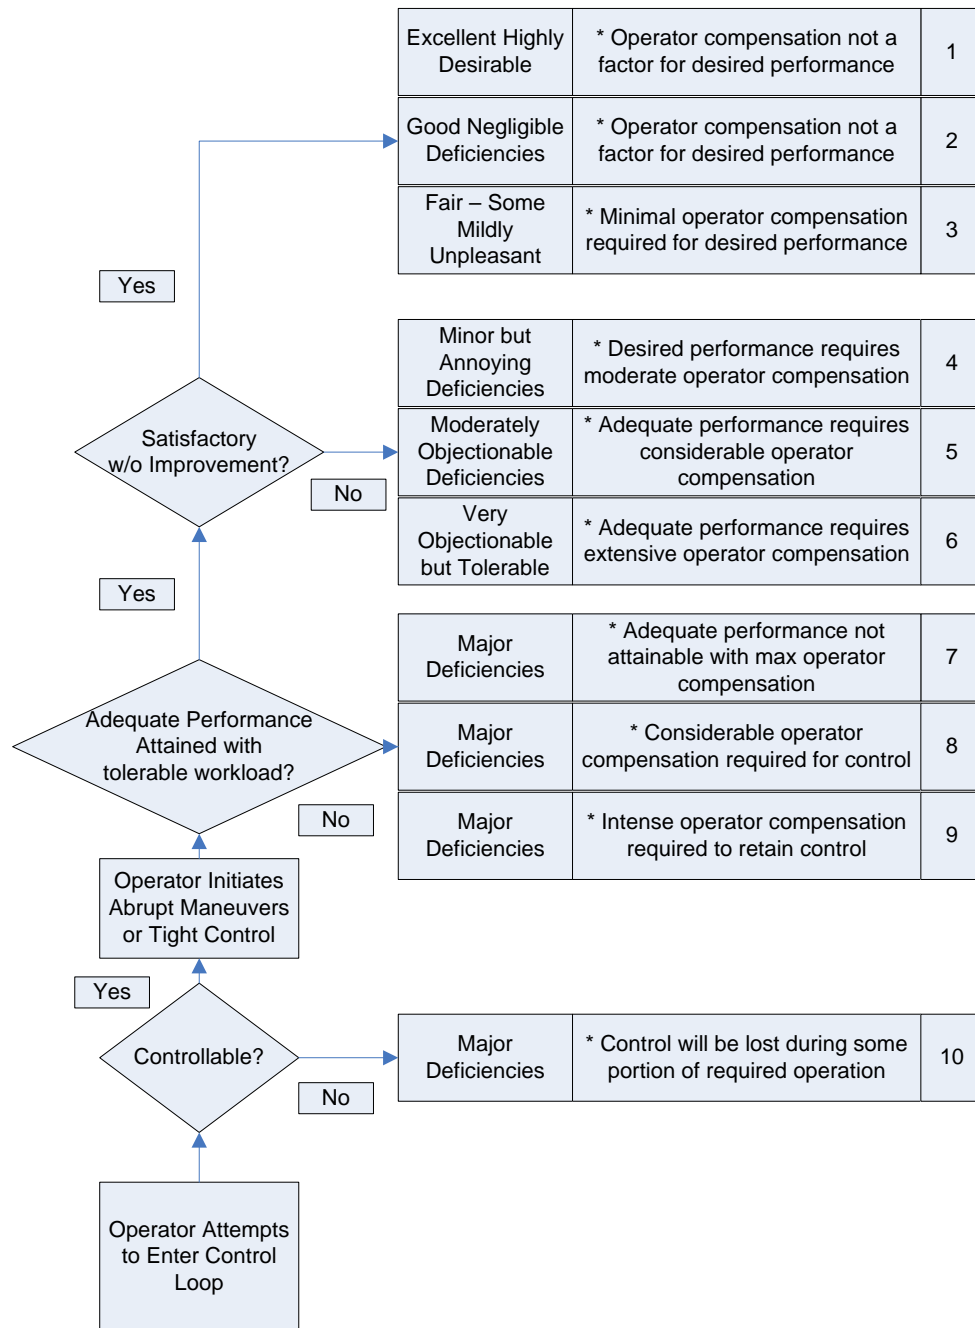 Excellent Highly
Desirable
* Operator compensation not a
factor for desired performance
1
Good Negligible
Deficiencies
* Operator compensation not a
factor for desired performance
2
Fair – Some
Mildly
Unpleasant
* Minimal operator compensation
required for desired performance
3
Yes
Minor but
Annoying
Deficiencies
* Desired performance requires
moderate operator compensation
4
Satisfactory
w/o Improvement?
No
Moderately
Objectionable
Deficiencies
* Adequate performance requires
considerable operator
compensation
5
Very
Objectionable
but Tolerable
* Adequate performance requires
extensive operator compensation
6
Yes
Major
Deficiencies
* Adequate performance not
attainable with max operator
compensation
7
Adequate Performance
Attained with
tolerable workload?
No
Major
Deficiencies
* Considerable operator
compensation required for control
8
Major
Deficiencies
* Intense operator compensation
required to retain control
9
Operator Initiates
Abrupt Maneuvers
or Tight Control
Yes
Controllable?
No
Major
Deficiencies
* Control will be lost during some
portion of required operation
10
Operator Attempts
to Enter Control
Loop